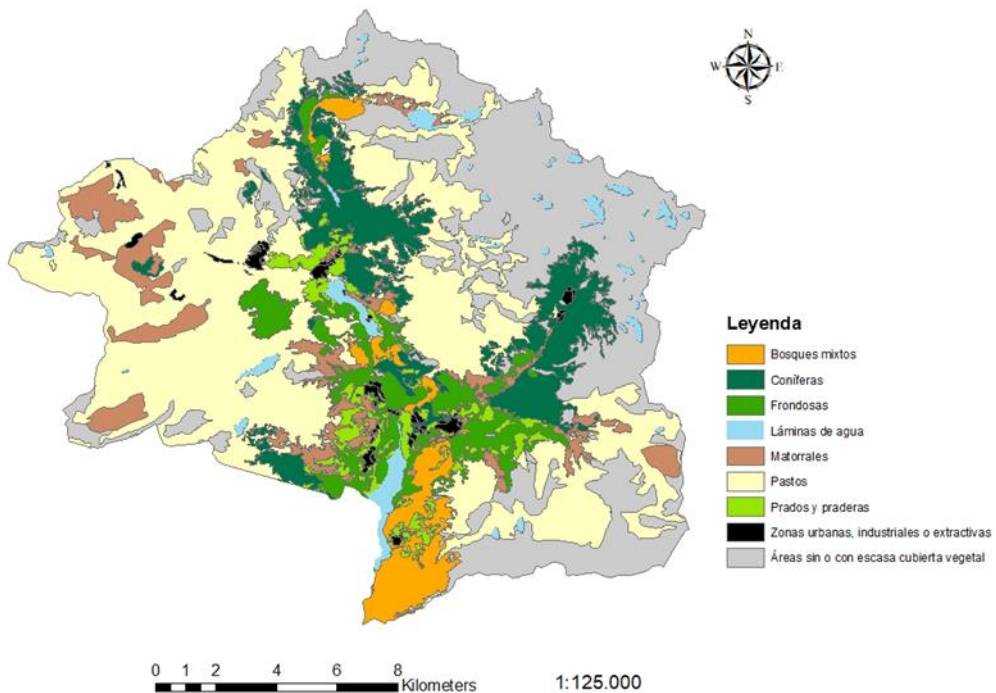 N
W E
S
Leyenda
Bosques mixtos
Coníferas
Frondosas
Láminas de agua
Matorrales
Pastos
Prados y praderas
Zonas urbanas, industriales o extractivas
Áreas sin o con escasa cubierta vegetal
0 1 2 4 6 8
Kilometers
1:125.000